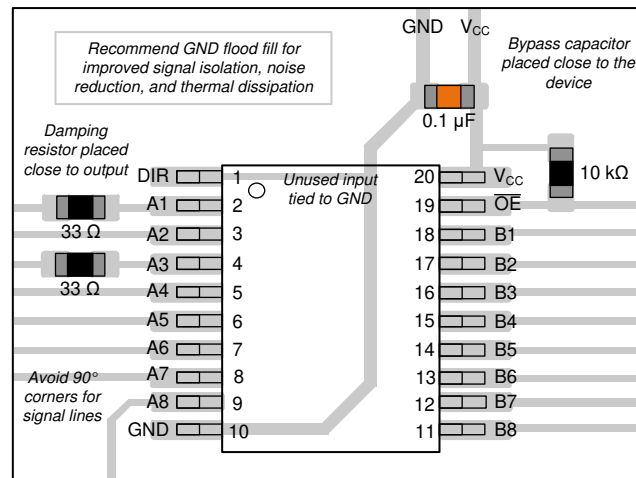 GND VCC
Recommend GND flood fill for
improved signal isolation, noise
reduction, and thermal dissipation
Bypass capacitor
placed close to the
device
0.1 µF
Damping
resistor placed
close to output
DIR 1
Unused input
tied to GND
20 VCC
10 kΩ
A1 2
19 OE
33 Ω
A2 3
18 B1
A3 4
17 B2
33 Ω
A4 5
16 B3
A5 6
15 B4
A6 7
14 B5
A7 8
13 B6
Avoid 90°
corners for
signal lines
A8 9
12 B7
GND 10
11 B8